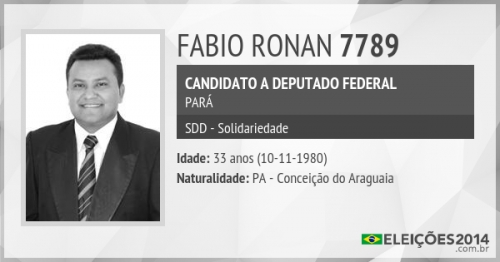 FABIO RONAN 7789
CANDIDATO A DEPUTADO FEDERAL
PARÁ
SDD - Solidariedade
Idade: 33 anos (10-11-1980)
Naturalidade: PA - Conceição do Araguaia
ELEIÇÕES2014
.com.br